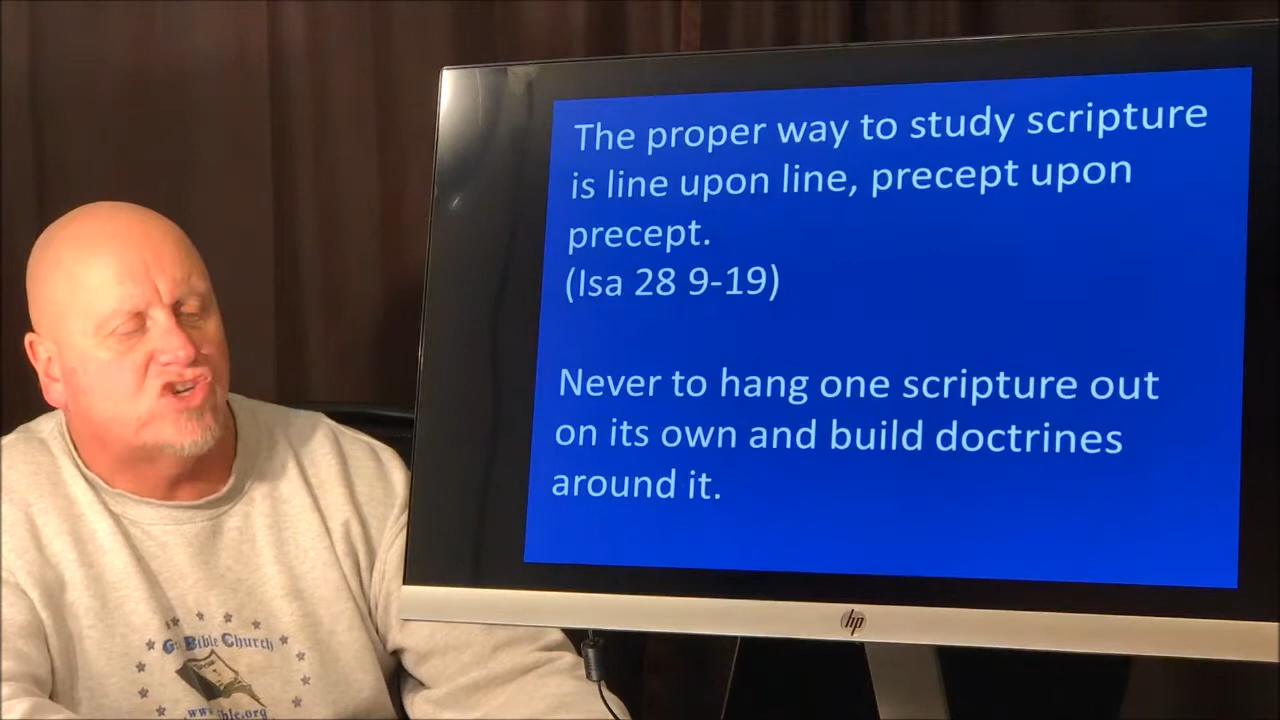 The proper way to study scripture
is line upon line, precept upon
precept.
(Isa 28 9-19)
Never to hang one scripture out
on its own and build doctrines
around it.
hp
Bible Church